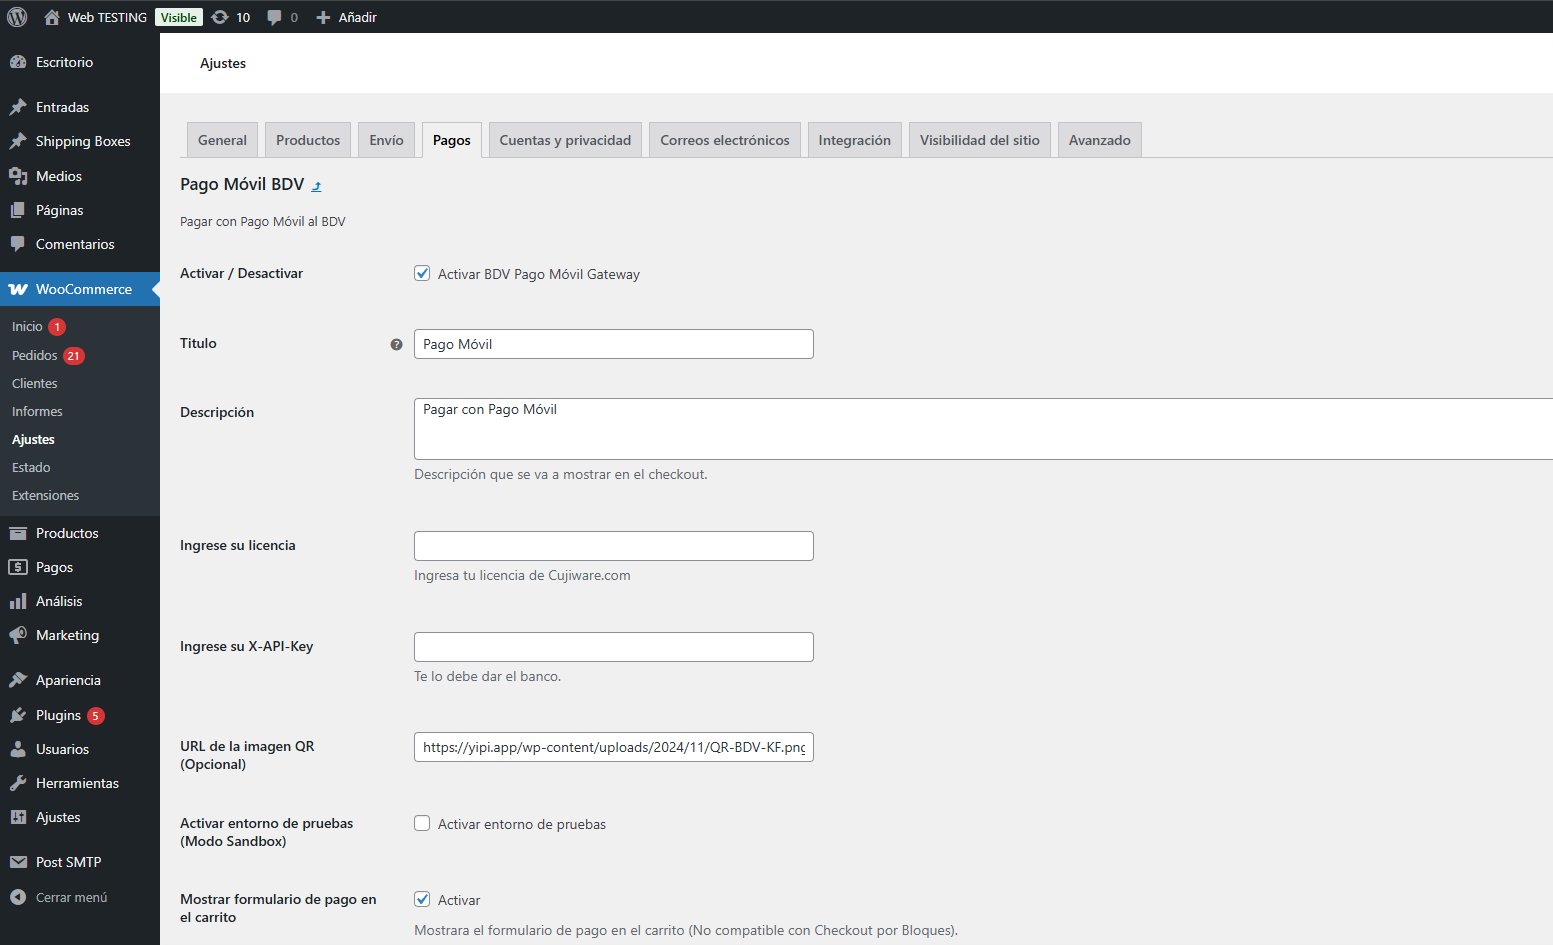 Web TESTING Visible 10 0 Añadir
Escritorio
Entradas
Shipping Boxes
Medios
Páginas
Comentarios
WooCommerce
Inicio 1
Pedidos 21
Clientes
Informes
Ajustes
Estado
Extensiones
Productos
Pagos
Análisis
Marketing
Apariencia
Plugins 5
Usuarios
Herramientas
Ajustes
Post SMTP
Cerrar menú
Ajustes
General Productos Envío Pagos Cuentas y privacidad Correos electrónicos Integración Visibilidad del sitio Avanzado
Pago Móvil BDV
Pagar con Pago Móvil al BDV
Activar / Desactivar
Activar BDV Pago Móvil Gateway
Titulo
Pago Móvil
Descripción
Pagar con Pago Móvil
Descripción que se va a mostrar en el checkout.
Ingrese su licencia
Ingresa tu licencia de Cujiware.com
Ingrese su X-API-Key
Te lo debe dar el banco.
URL de la imagen QR
(Opcional)
https://yipi.app/wp-content/uploads/2024/11/QR-BDV-KF.png
Activar entorno de pruebas
(Modo Sandbox)
Activar entorno de pruebas
Mostrar formulario de pago en
el carrito
Activar
Mostrara el formulario de pago en el carrito (No compatible con Checkout por Bloques).